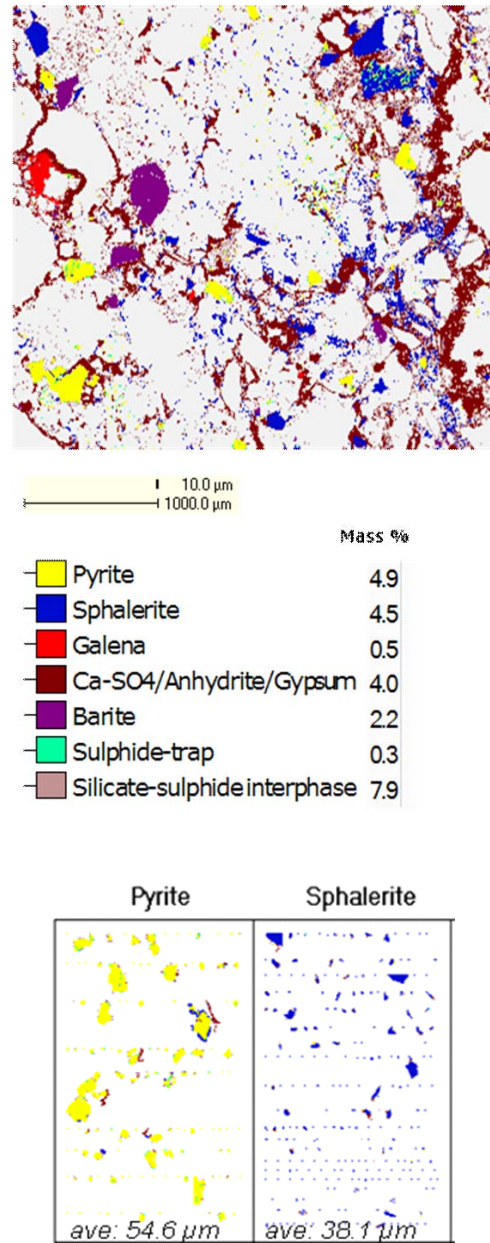 10.0 µm
1000.0 µm
Mass %
Pyrite 4.9
Sphalerite 4.5
Galena 0.5
Ca-SO4/Anhydrite/Gypsum 4.0
Barite 2.2
Sulphide-trap 0.3
Silicate-sulphide interphase 7.9
Pyrite Sphalerite
ave: 54.6 µm ave: 38.1 µm